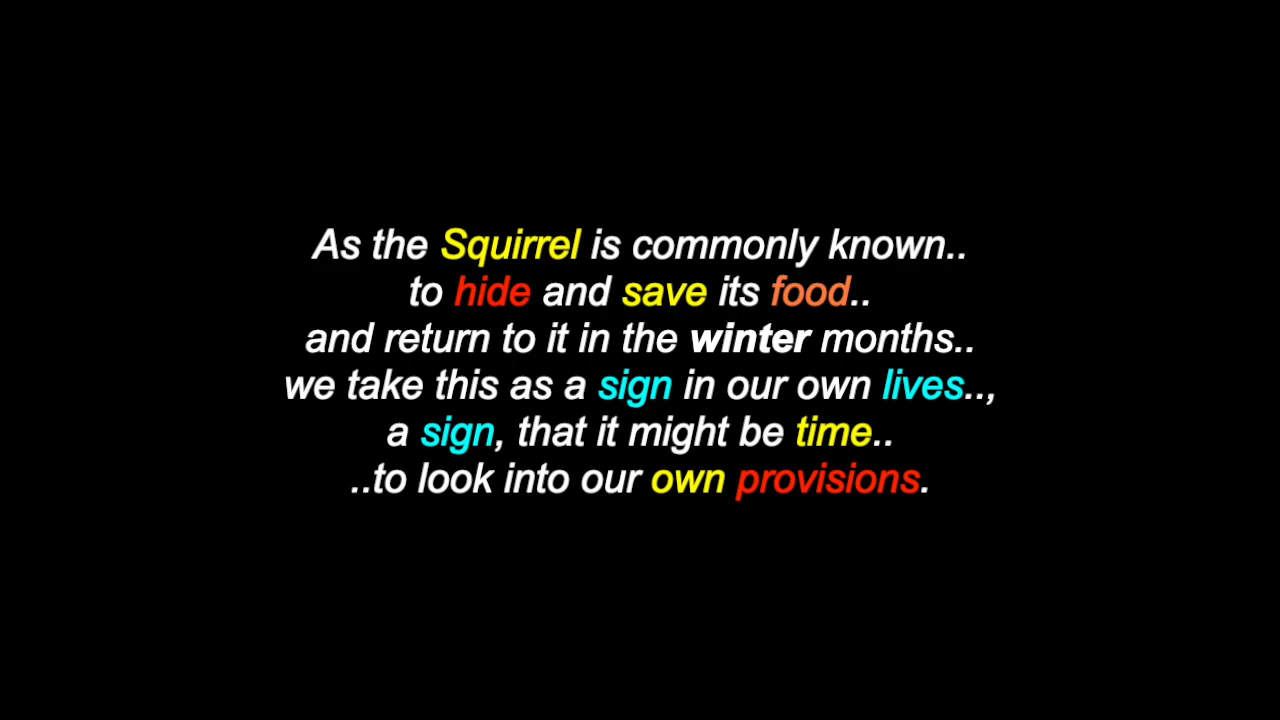 As the Squirrel is commonly known..
to hide and save its food..
and return to it in the winter months..
we take this as a sign in our own lives..,
a sign, that it might be time..
..to look into our own provisions.